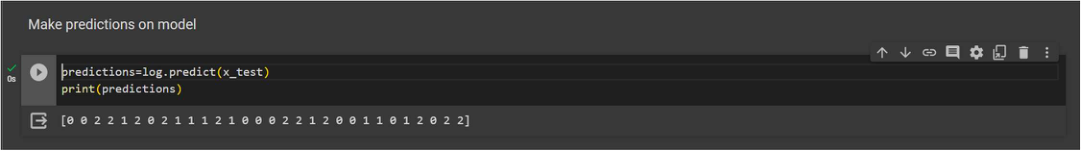 Make predictions on model
predictions=log.predict(x_test)
0s
print(predictions)
[0 0 2 2 1 2 0 2 1 1 1 2 1 0 0 0 2 2 1 2 0 0 1 1 0 1 2 0 2 2]